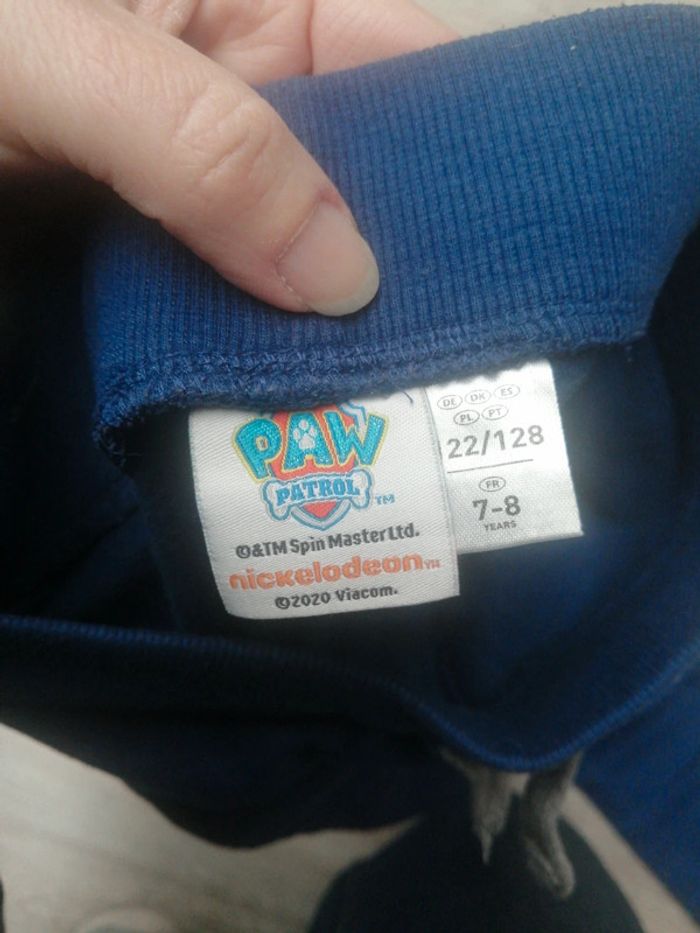 PAW
PATROL TM
©&TM Spin Master Ltd.
nickelodeon TM
©2020 Viacom.
DE DK ES
PL PT
22/128
FR
7-8
YEARS